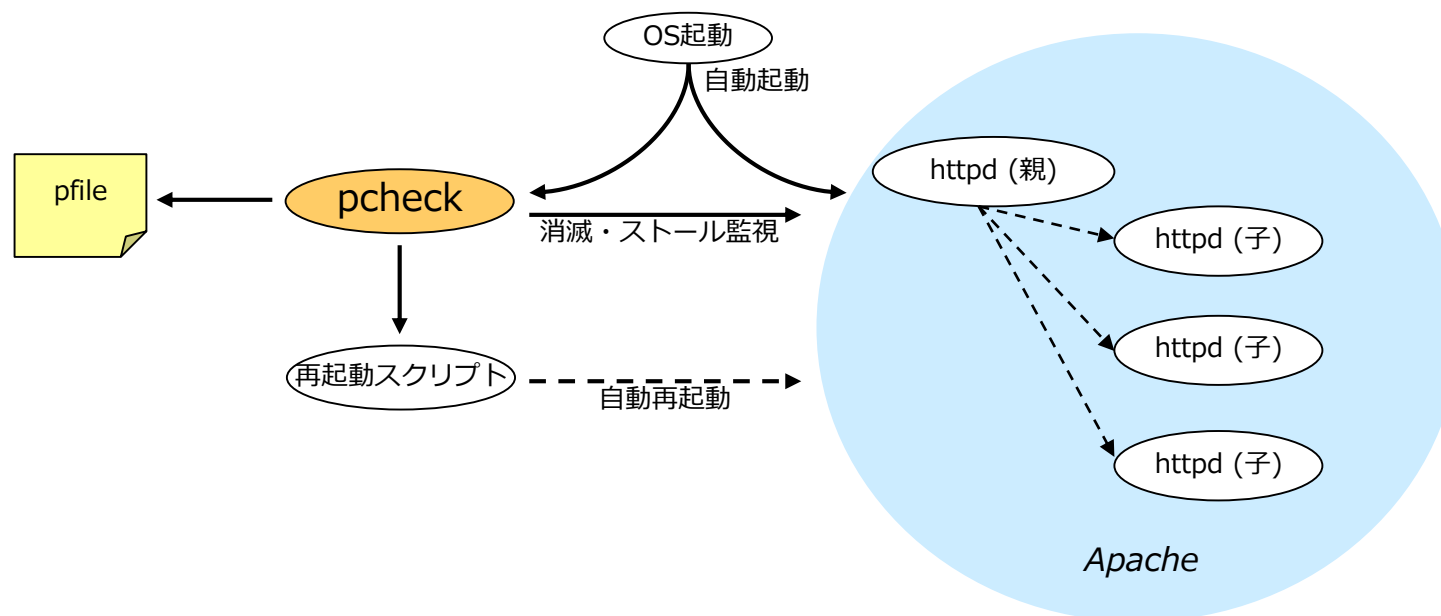 OS起動
自動起動
httpd (親)
pfile
pcheck
消滅・ストール監視
httpd (子)
httpd (子)
再起動スクリプト
自動再起動
httpd (子)
Apache